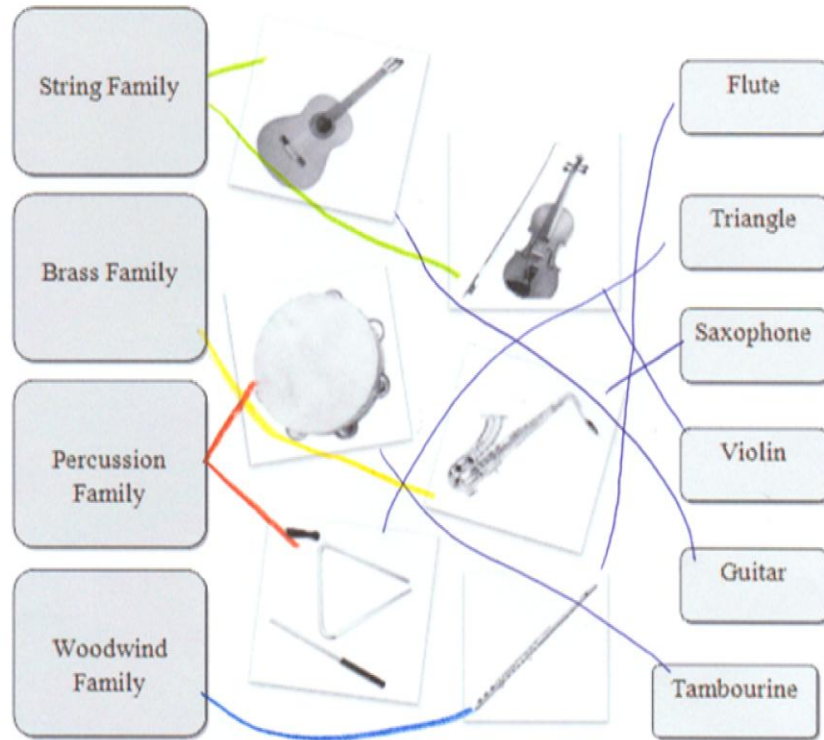 String Family
Brass Family
Percussion
Family
Woodwind
Family
Flute
Triangle
Saxophone
Violin
Guitar
Tambourine